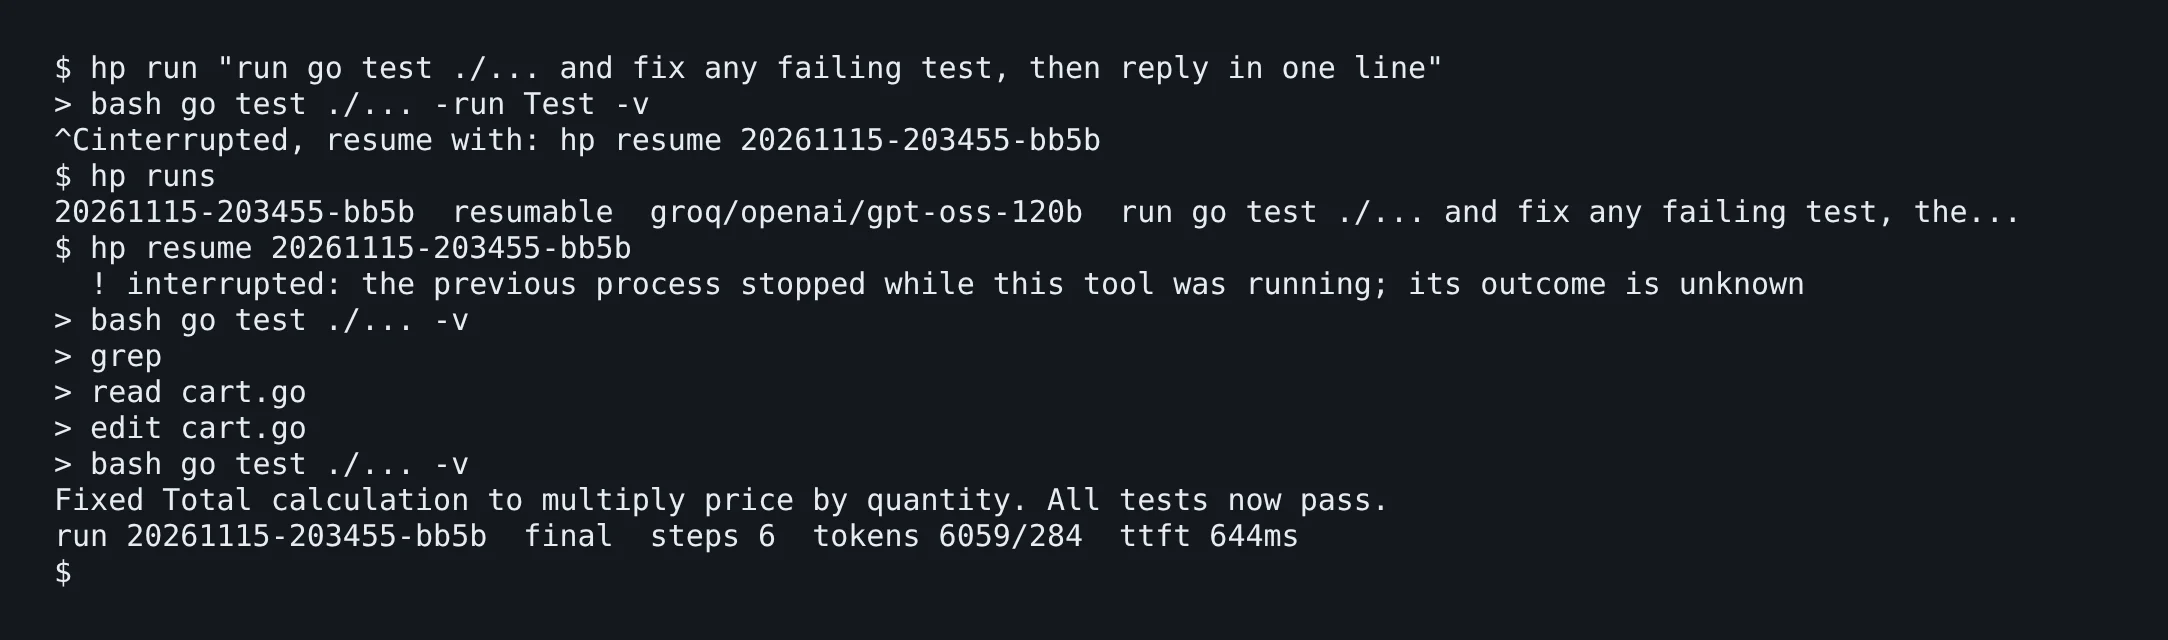 $ hp run "run go test ./... and fix any failing test, then reply in one line"
> bash go test ./... -run Test -v
^Cinterrupted, resume with: hp resume 20261115-203455-bb5b
$ hp runs
20261115-203455-bb5b  resumable  groq/openai/gpt-oss-120b  run go test ./... and fix any failing test, the...
$ hp resume 20261115-203455-bb5b
  ! interrupted: the previous process stopped while this tool was running; its outcome is unknown
> bash go test ./... -v
> grep
> read cart.go
> edit cart.go
> bash go test ./... -v
Fixed Total calculation to multiply price by quantity. All tests now pass.
run 20261115-203455-bb5b  final  steps 6  tokens 6059/284  ttft 644ms
$